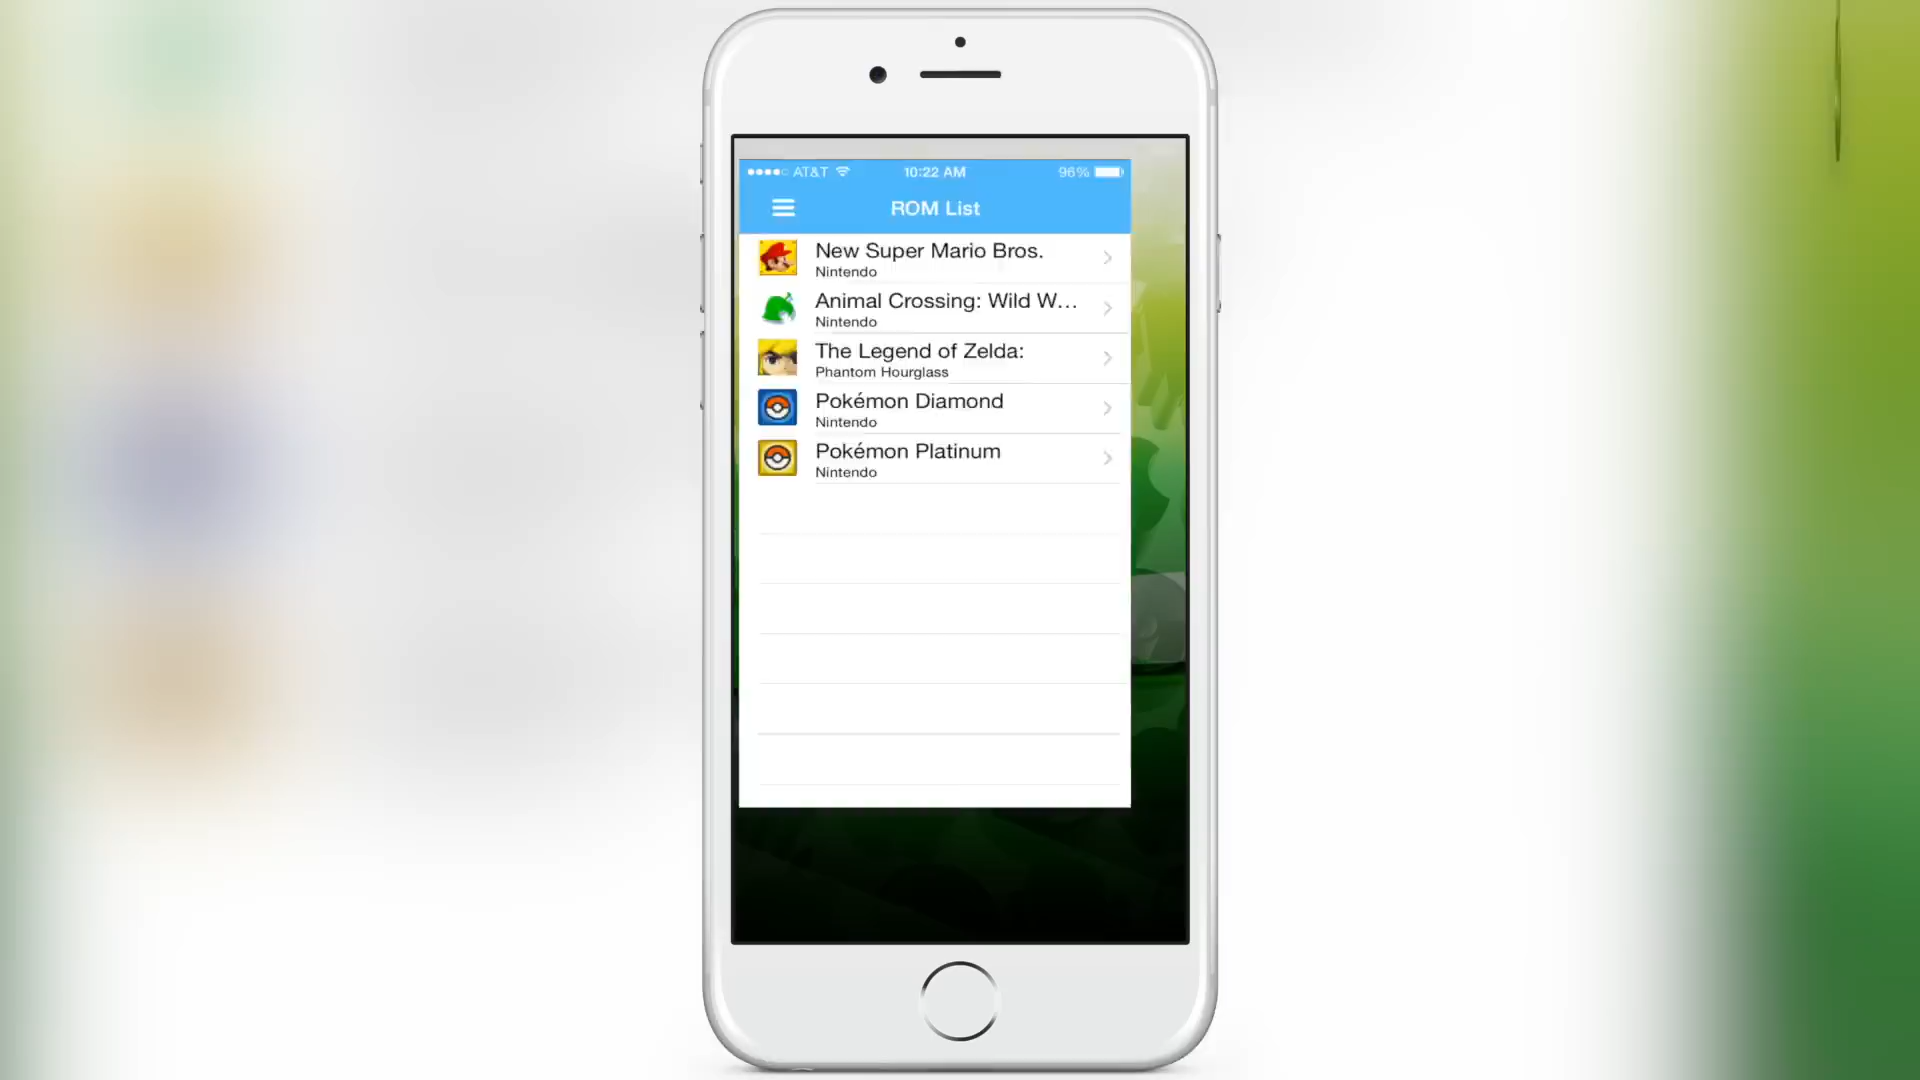 AT&T 10:22 AM 96%
ROM List
New Super Mario Bros.
Nintendo
Animal Crossing: Wild W...
Nintendo
The Legend of Zelda:
Phantom Hourglass
Pokémon Diamond
Nintendo
Pokémon Platinum
Nintendo